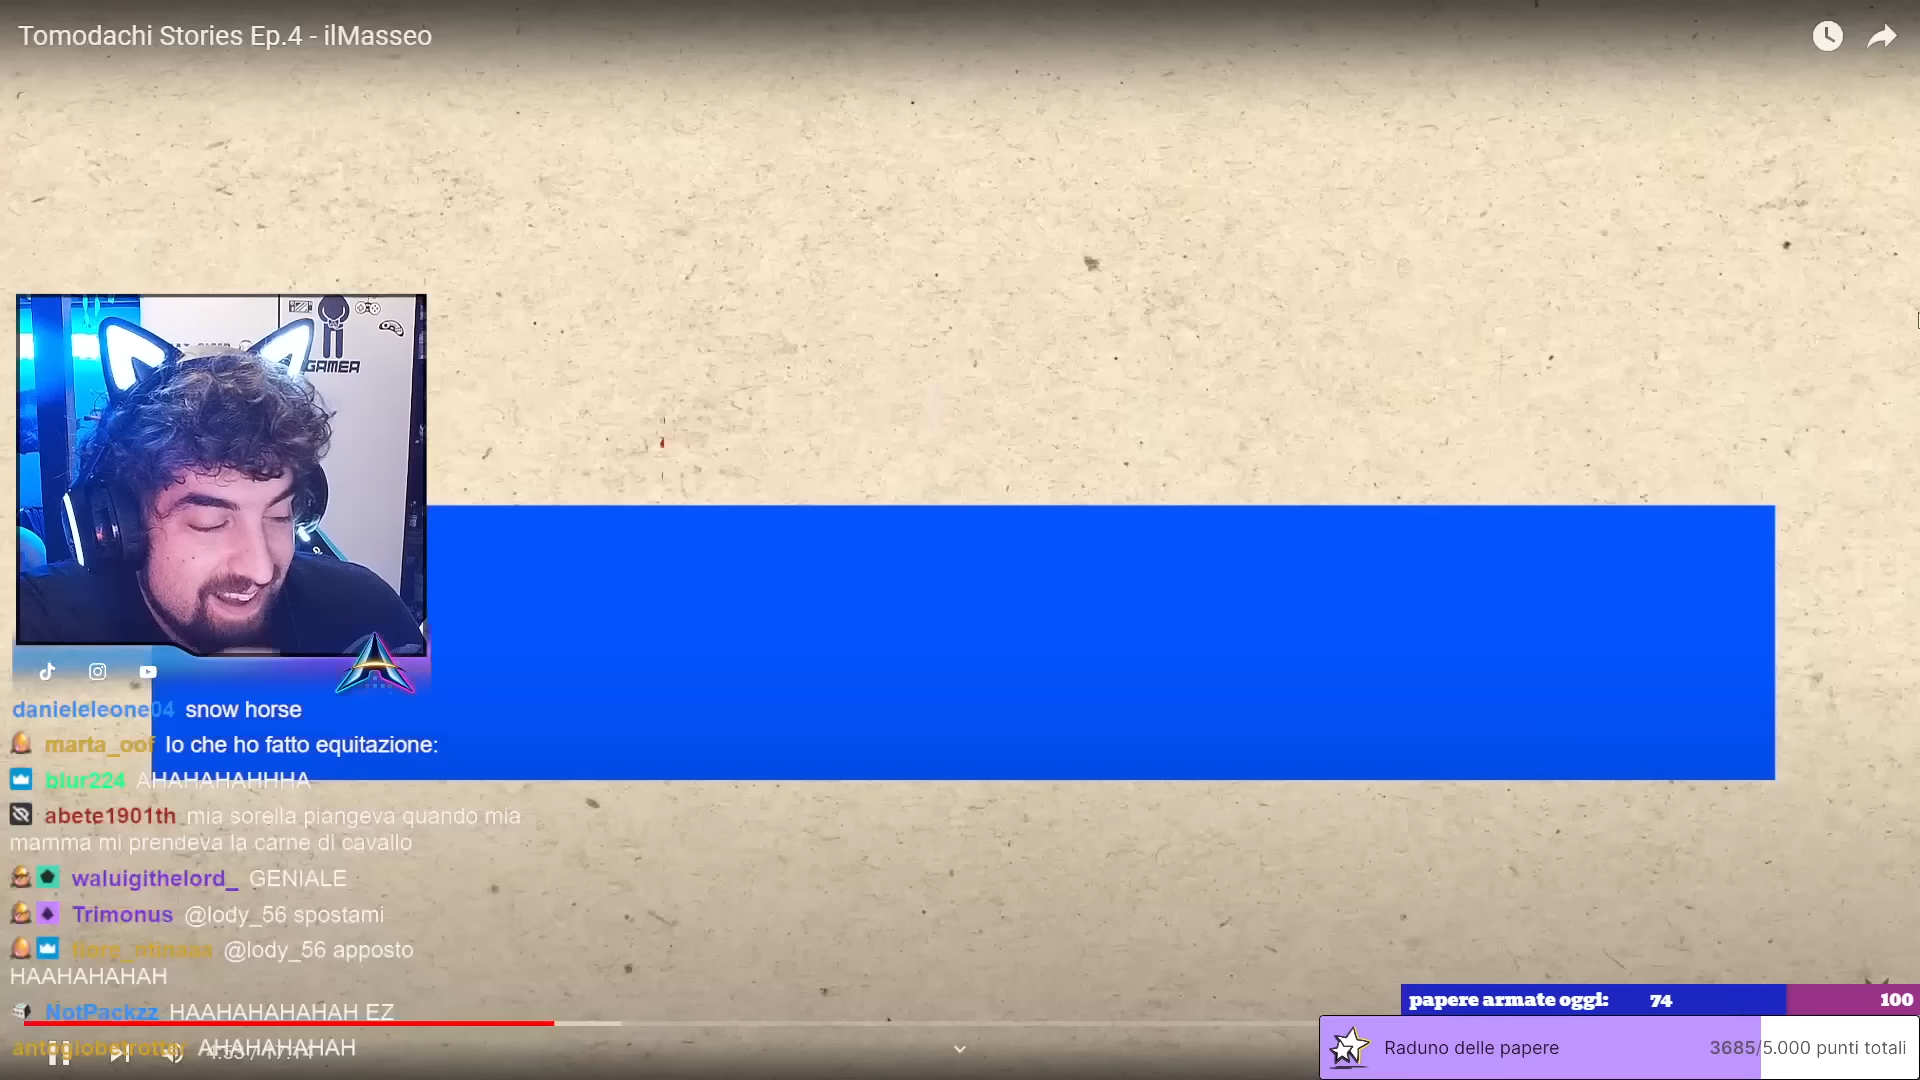 Tomodachi Stories Ep.4 - ilMasseo
GAMER
danieleleone04 snow horse
marta_oof Io che ho fatto equitazione:
blur224 AHAHAHAHHHA
abete1901th mia sorella piangeva quando mia
mamma mi prendeva la carne di cavallo
waluigithelord_ GENIALE
Trimonus @lody_56 spostami
@lody_56 apposto
HAAHAHAHAH
NotPackzz HAAHAHAHAHAH EZ
antoglobetrotter AHAHAHAHAH
papere armate oggi: 74 100
Raduno delle papere 3685/5.000 punti totali